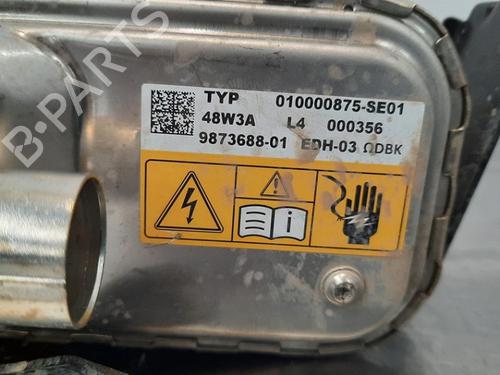 TYP 010000875-SE01
48W3A L4 000356
9873688-01 EDH-03 ΩDBK
B-PARTS